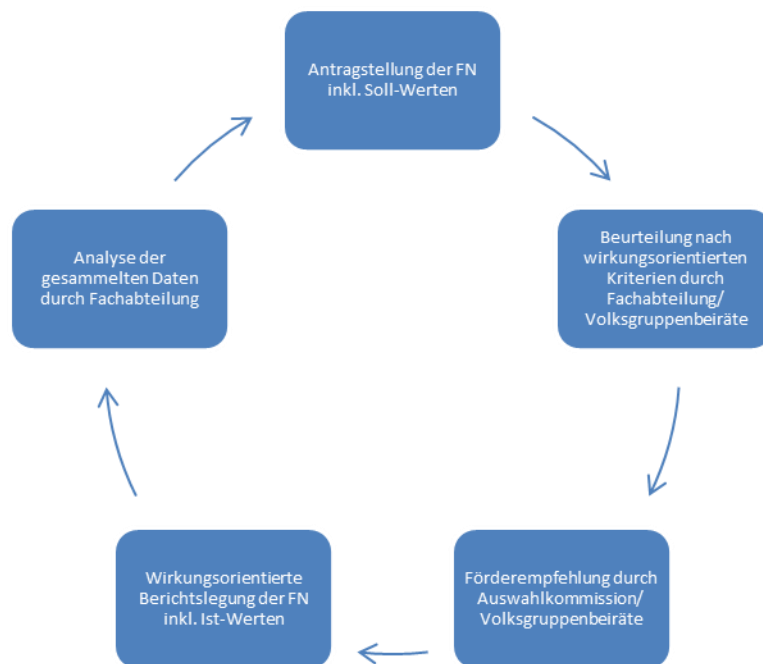 Antragstellung der FN
inkl. Soll-Werten
Beurteilung nach
wirkungsorientierten
Kriterien durch
Fachabteilung/
Volksgruppenbeiräte
Förderempfehlung durch
Auswahlkommission/
Volksgruppenbeiräte
Wirkungsorientierte
Berichtslegung der FN
inkl. Ist-Werten
Analyse der
gesammelten Daten
durch Fachabteilung